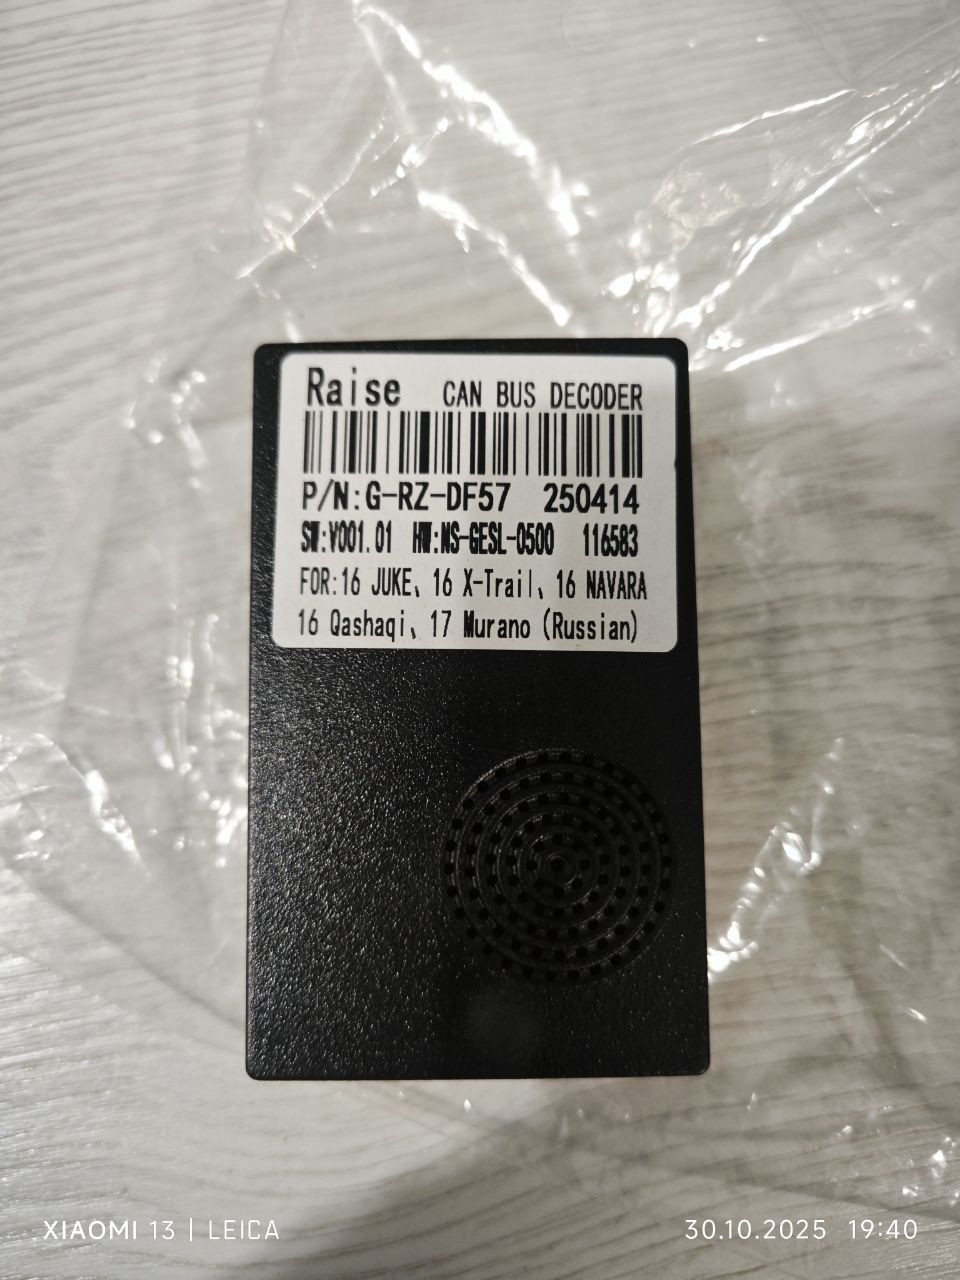 Raise CAN BUS DECODER
P/N:G-RZ-DF57 250414
SW:V001.01 HW:NS-GESL-0500 116583
FOR:16 JUKE、16 X-Trail、16 NAVARA
16 Qashaqi、17 Murano (Russian)
XIAOMI 13 | LEICA
30.10.2025 19:40